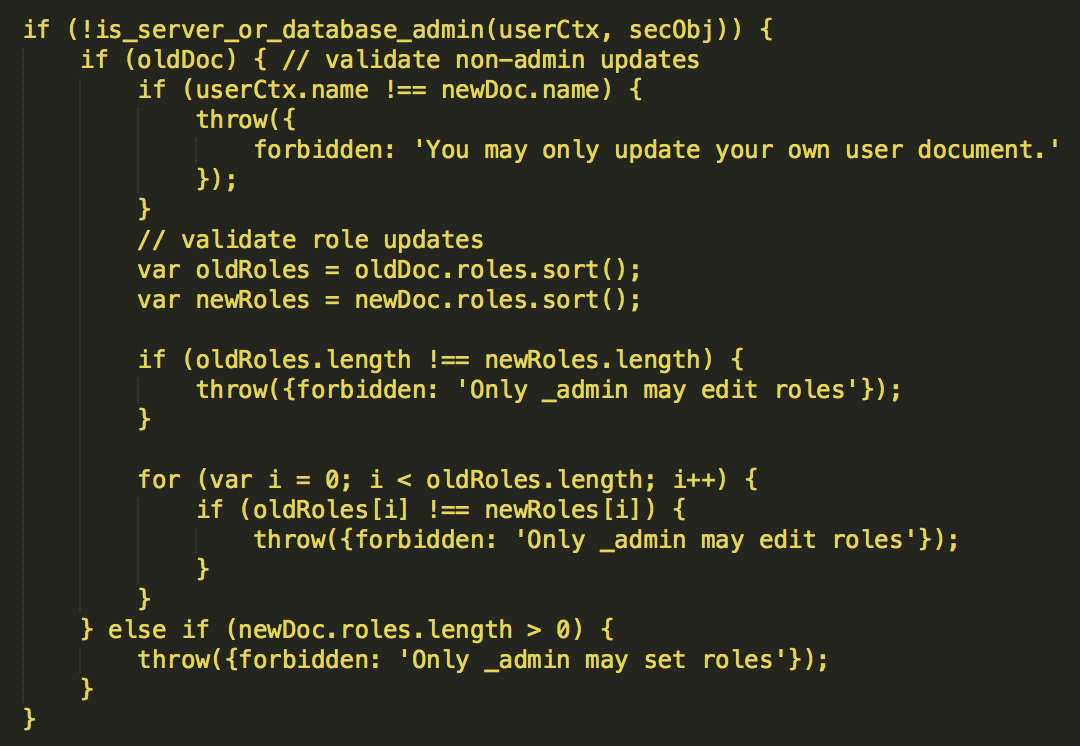 if (!is_server_or_database_admin(userCtx, secObj)) {
    if (oldDoc) { // validate non-admin updates
        if (userCtx.name !== newDoc.name) {
            throw({
                forbidden: 'You may only update your own user document.'
            });
        }
        // validate role updates
        var oldRoles = oldDoc.roles.sort();
        var newRoles = newDoc.roles.sort();

        if (oldRoles.length !== newRoles.length) {
            throw({forbidden: 'Only _admin may edit roles'});
        }

        for (var i = 0; i < oldRoles.length; i++) {
            if (oldRoles[i] !== newRoles[i]) {
                throw({forbidden: 'Only _admin may edit roles'});
            }
        }
    } else if (newDoc.roles.length > 0) {
        throw({forbidden: 'Only _admin may set roles'});
    }
}